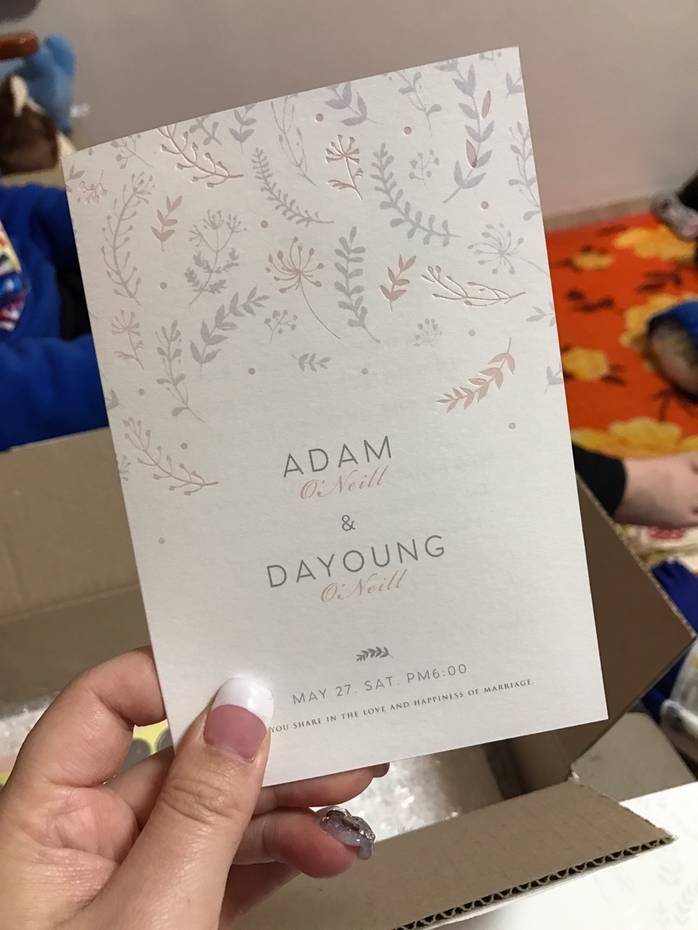 ADAM
O'Neill
&
DAYOUNG
O'Neill
MAY 27. SAT. PM6:00
YOU SHARE IN THE LOVE AND HAPPINESS OF MARRIAGE.